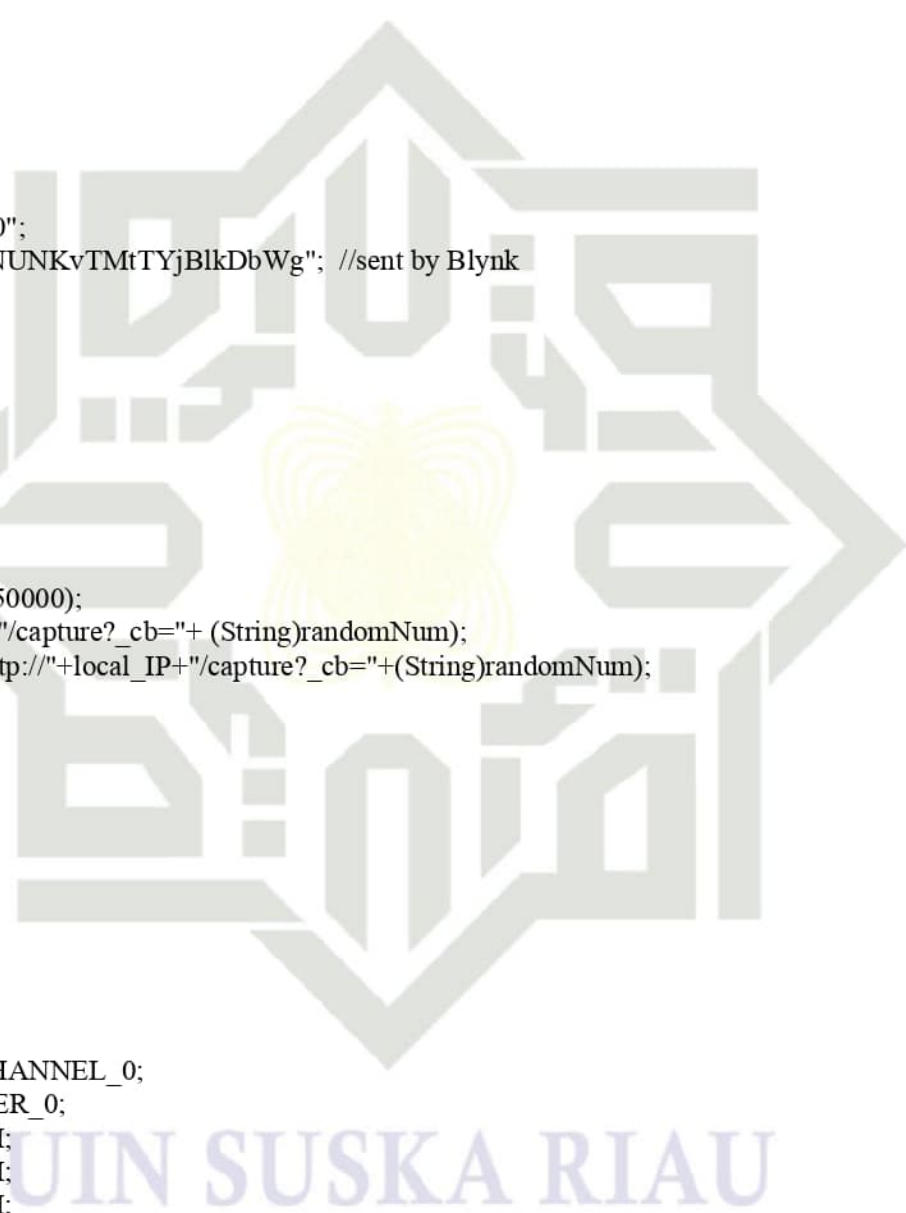 0";
NUNKvTMtTYjBlkDbWg";  //sent by Blynk
50000);
"/capture?_cb="+ (String)randomNum);
tp://"+local_IP+"/capture?_cb="+(String)randomNum);
HANNEL_0;
ER_0;
I;
I;
I;
UIN SUSKA RIAU